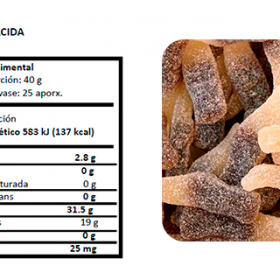 CIDA
imental
ción: 40 g
vase: 25 aporx.
ción
ético 583 kJ (137 kcal)
2.8 g
0 g
turada 0 g
ans 0 g
31.5 g
s 19 g
0 g
25 mg